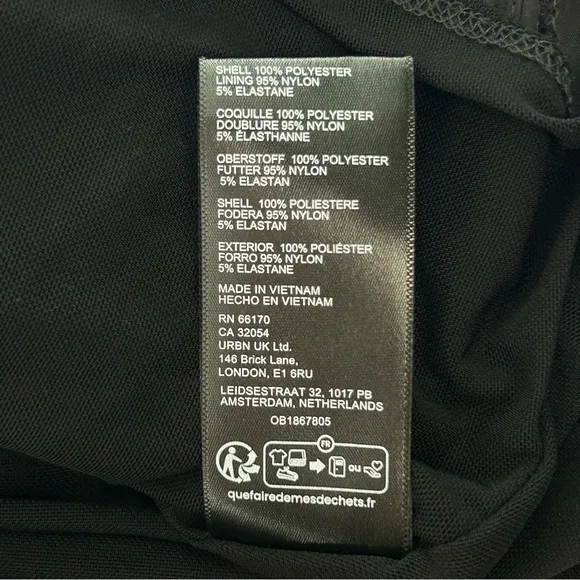 SHELL 100% POLYESTER
LINING 95% NYLON
5% ELASTANE
COQUILLE 100% POLYESTER
DOUBLURE 95% NYLON
5% ÉLASTHANNE
OBERSTOFF 100% POLYESTER
FUTTER 95% NYLON
5% ELASTAN
SHELL 100% POLIESTERE
FODERA 95% NYLON
5% ELASTANE
EXTERIOR 100% POLIÉSTER
FORRO 95% NYLON
5% ELASTANE
MADE IN VIETNAM
HECHO EN VIETNAM
RN 66170
CA 32054
URBN UK Ltd.
146 Brick Lane,
LONDON, E1 6RU
LEIDSESTRAAT 32, 1017 PB
AMSTERDAM, NETHERLANDS
OB1867805
FR
ou
quefairedemesdechets.fr